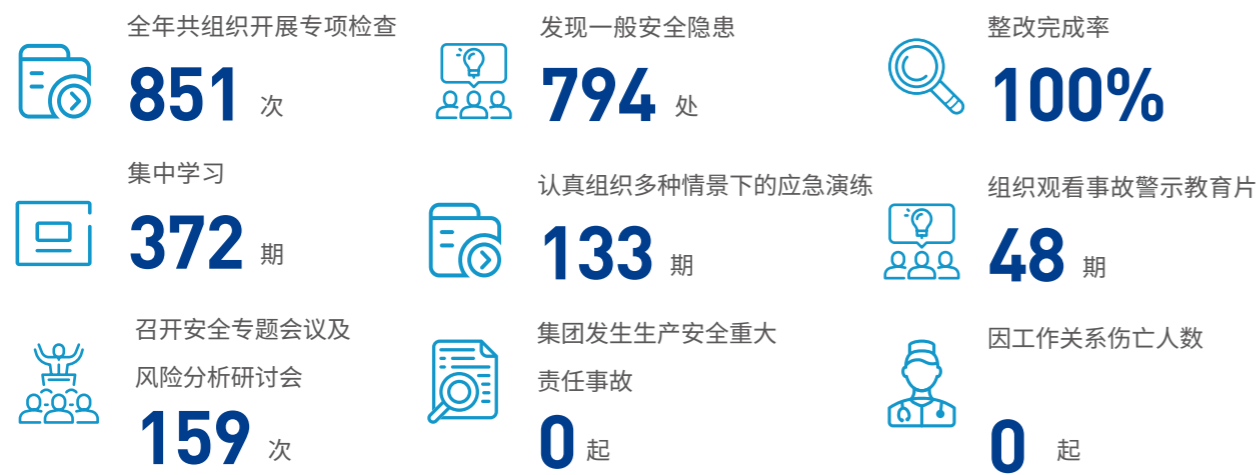 全年共组织开展专项检查
851 次
发现一般安全隐患
794 处
整改完成率
100%
集中学习
372 期
认真组织多种情景下的应急演练
133 期
组织观看事故警示教育片
48 期
召开安全专题会议及
风险分析研讨会
159 次
集团发生生产安全重大
责任事故
0 起
因工作关系伤亡人数
0 起